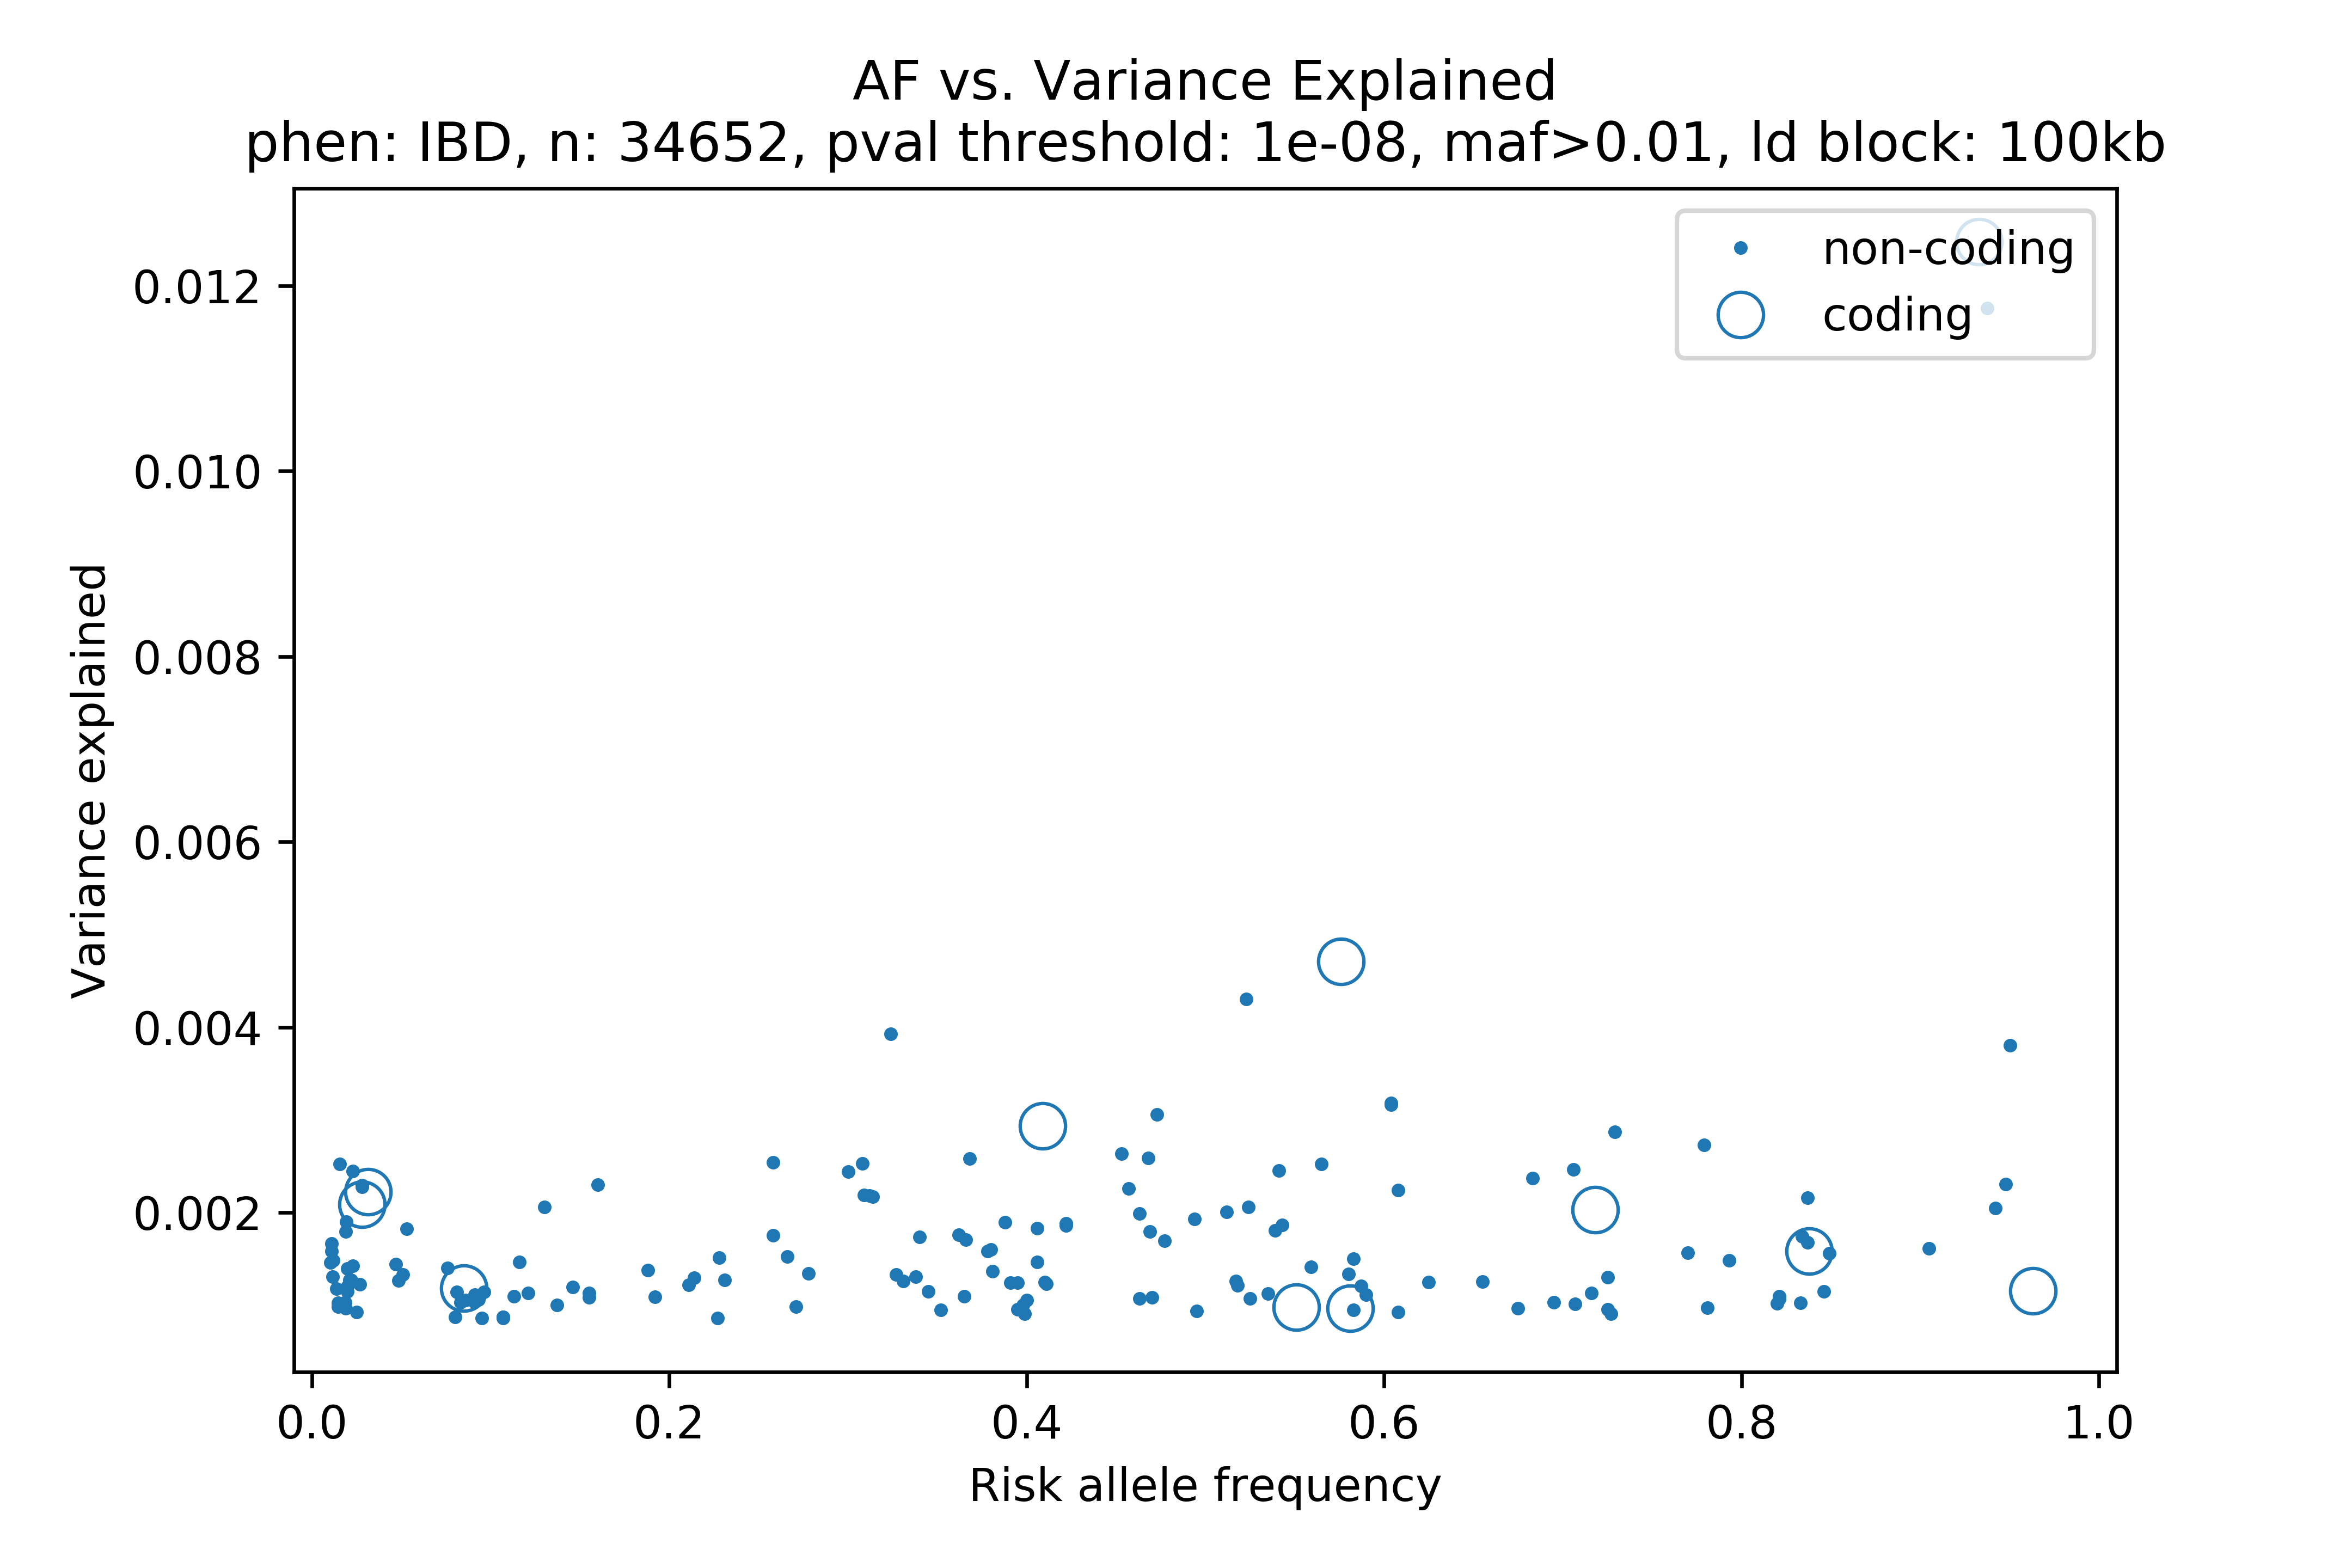 AF vs. Variance Explained
phen: IBD, n: 34652, pval threshold: 1e-08, maf>0.01, ld block: 100kb
non-coding
coding
0.012
0.010
0.008
0.006
0.004
0.002
Variance explained
0.0 0.2 0.4 0.6 0.8 1.0
Risk allele frequency